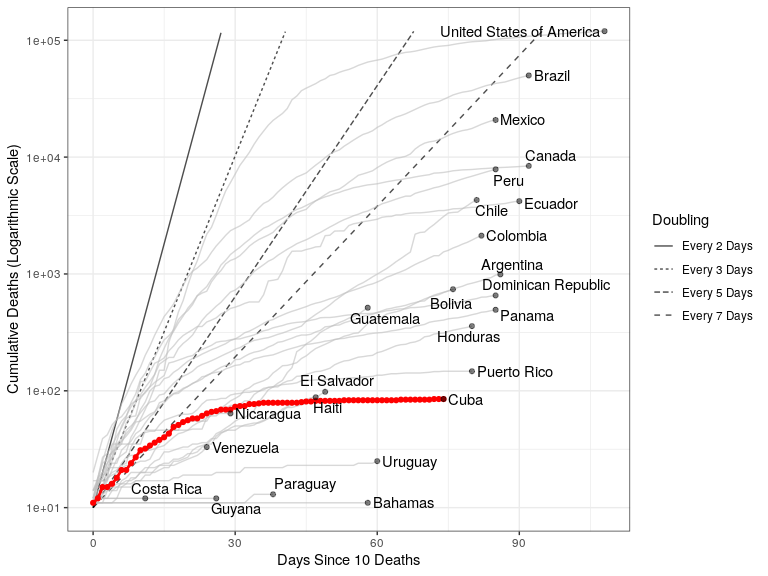 United States of America
1e+05
Brazil
Mexico
1e+04
Canada
Peru
Chile
Ecuador
Colombia
Argentina
1e+03
Dominican Republic
Bolivia
Guatemala
Panama
Honduras
Puerto Rico
El Salvador
1e+02
Cuba
Haiti
Nicaragua
Venezuela
Uruguay
Costa Rica
Paraguay
Bahamas
Guyana
1e+01
0
30
60
90
Days Since 10 Deaths
Cumulative Deaths (Logarithmic Scale)
Doubling
Every 2 Days
Every 3 Days
Every 5 Days
Every 7 Days